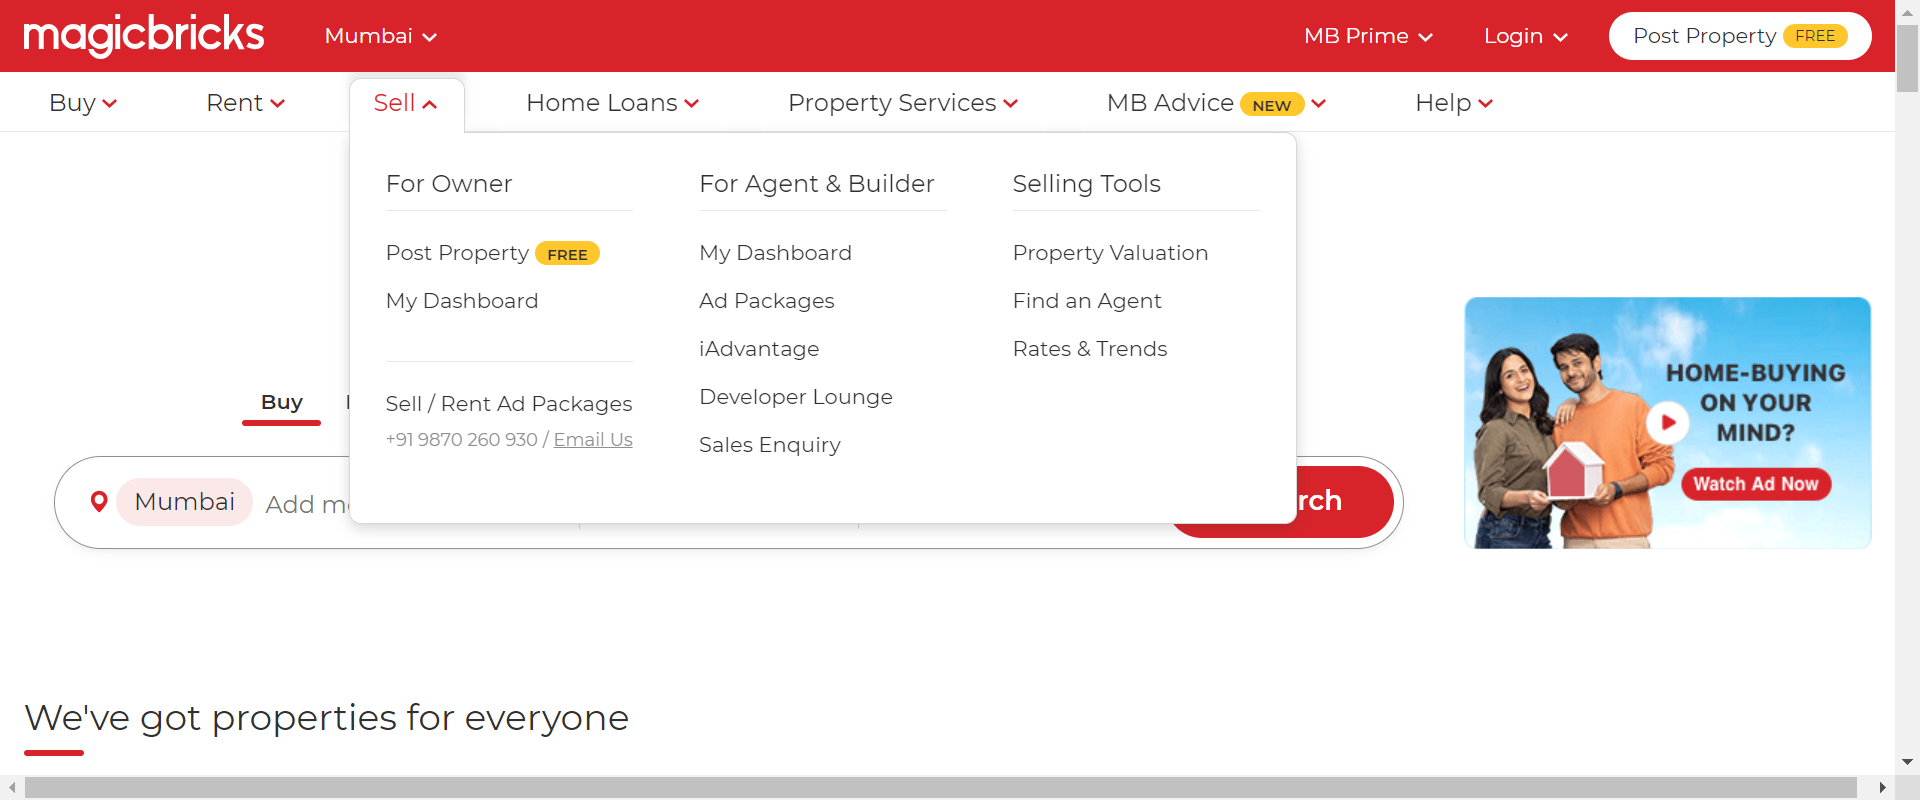 magicbricks
Mumbai
MB Prime
Login
Post Property FREE
Buy
Rent
Sell
Home Loans
Property Services
MB Advice NEW
Help
For Owner
Post Property FREE
My Dashboard
Sell / Rent Ad Packages
+91 9870 260 930 / Email Us
For Agent & Builder
My Dashboard
Ad Packages
iAdvantage
Developer Lounge
Sales Enquiry
Selling Tools
Property Valuation
Find an Agent
Rates & Trends
Buy
Mumbai
Add
HOME-BUYING
ON YOUR
MIND?
Watch Ad Now
We've got properties for everyone